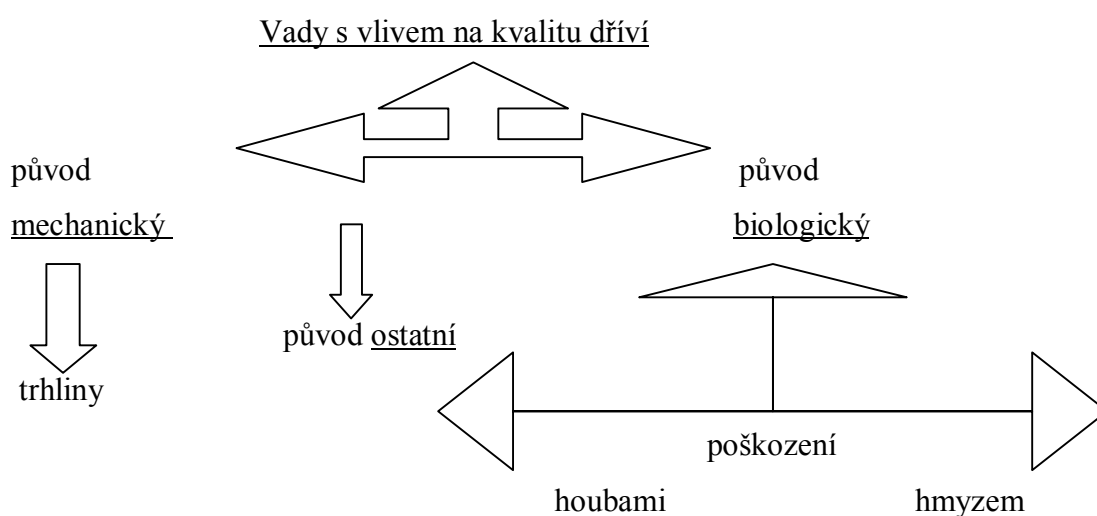 Vady s vlivem na kvalitu dříví
původ
mechanický
původ
biologický
původ ostatní
trhliny
poškození
houbami
hmyzem